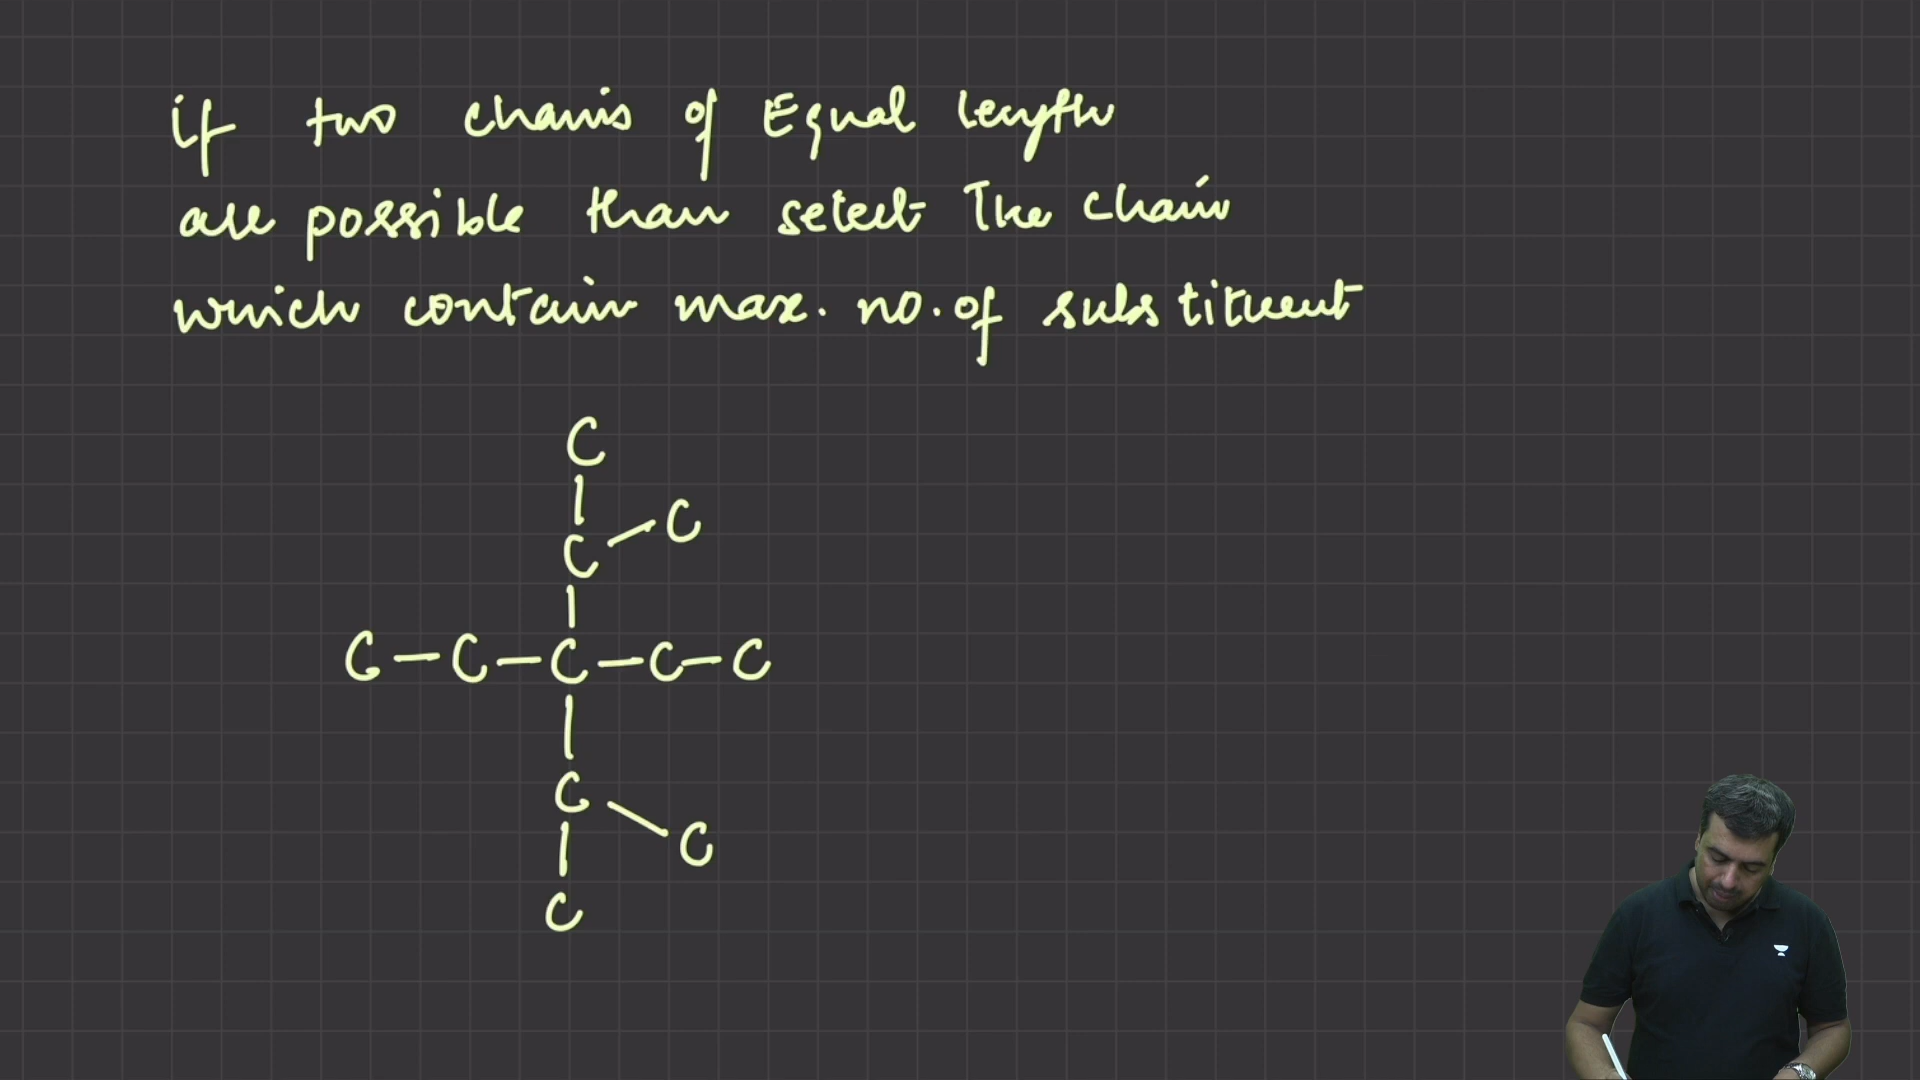 if two chains of Equal length
are possible than select The chain
which contain max. no. of substituent
C
C - C
C - C - C - C - C
C - C
C